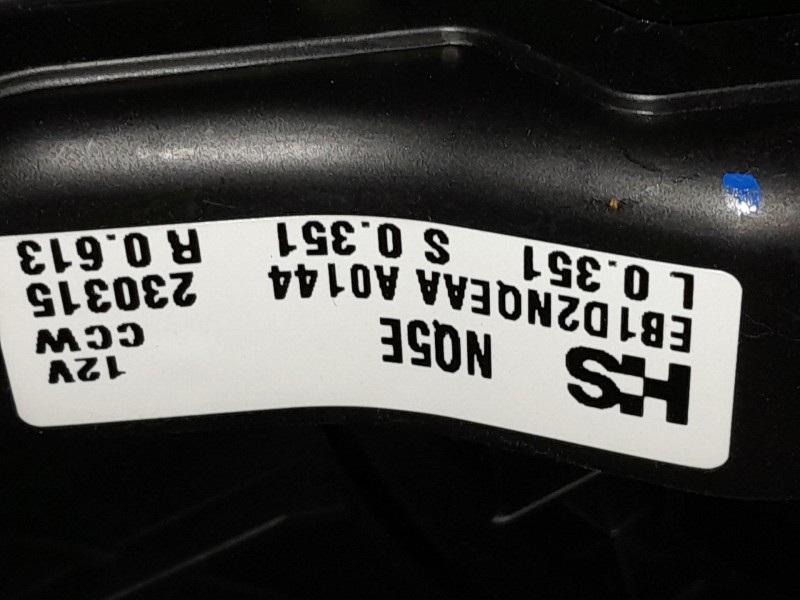 HS NQ5E 12V
CCW
EB1D2NQEAA A0144 230315
L 0.351 S 0.351 R 0.613